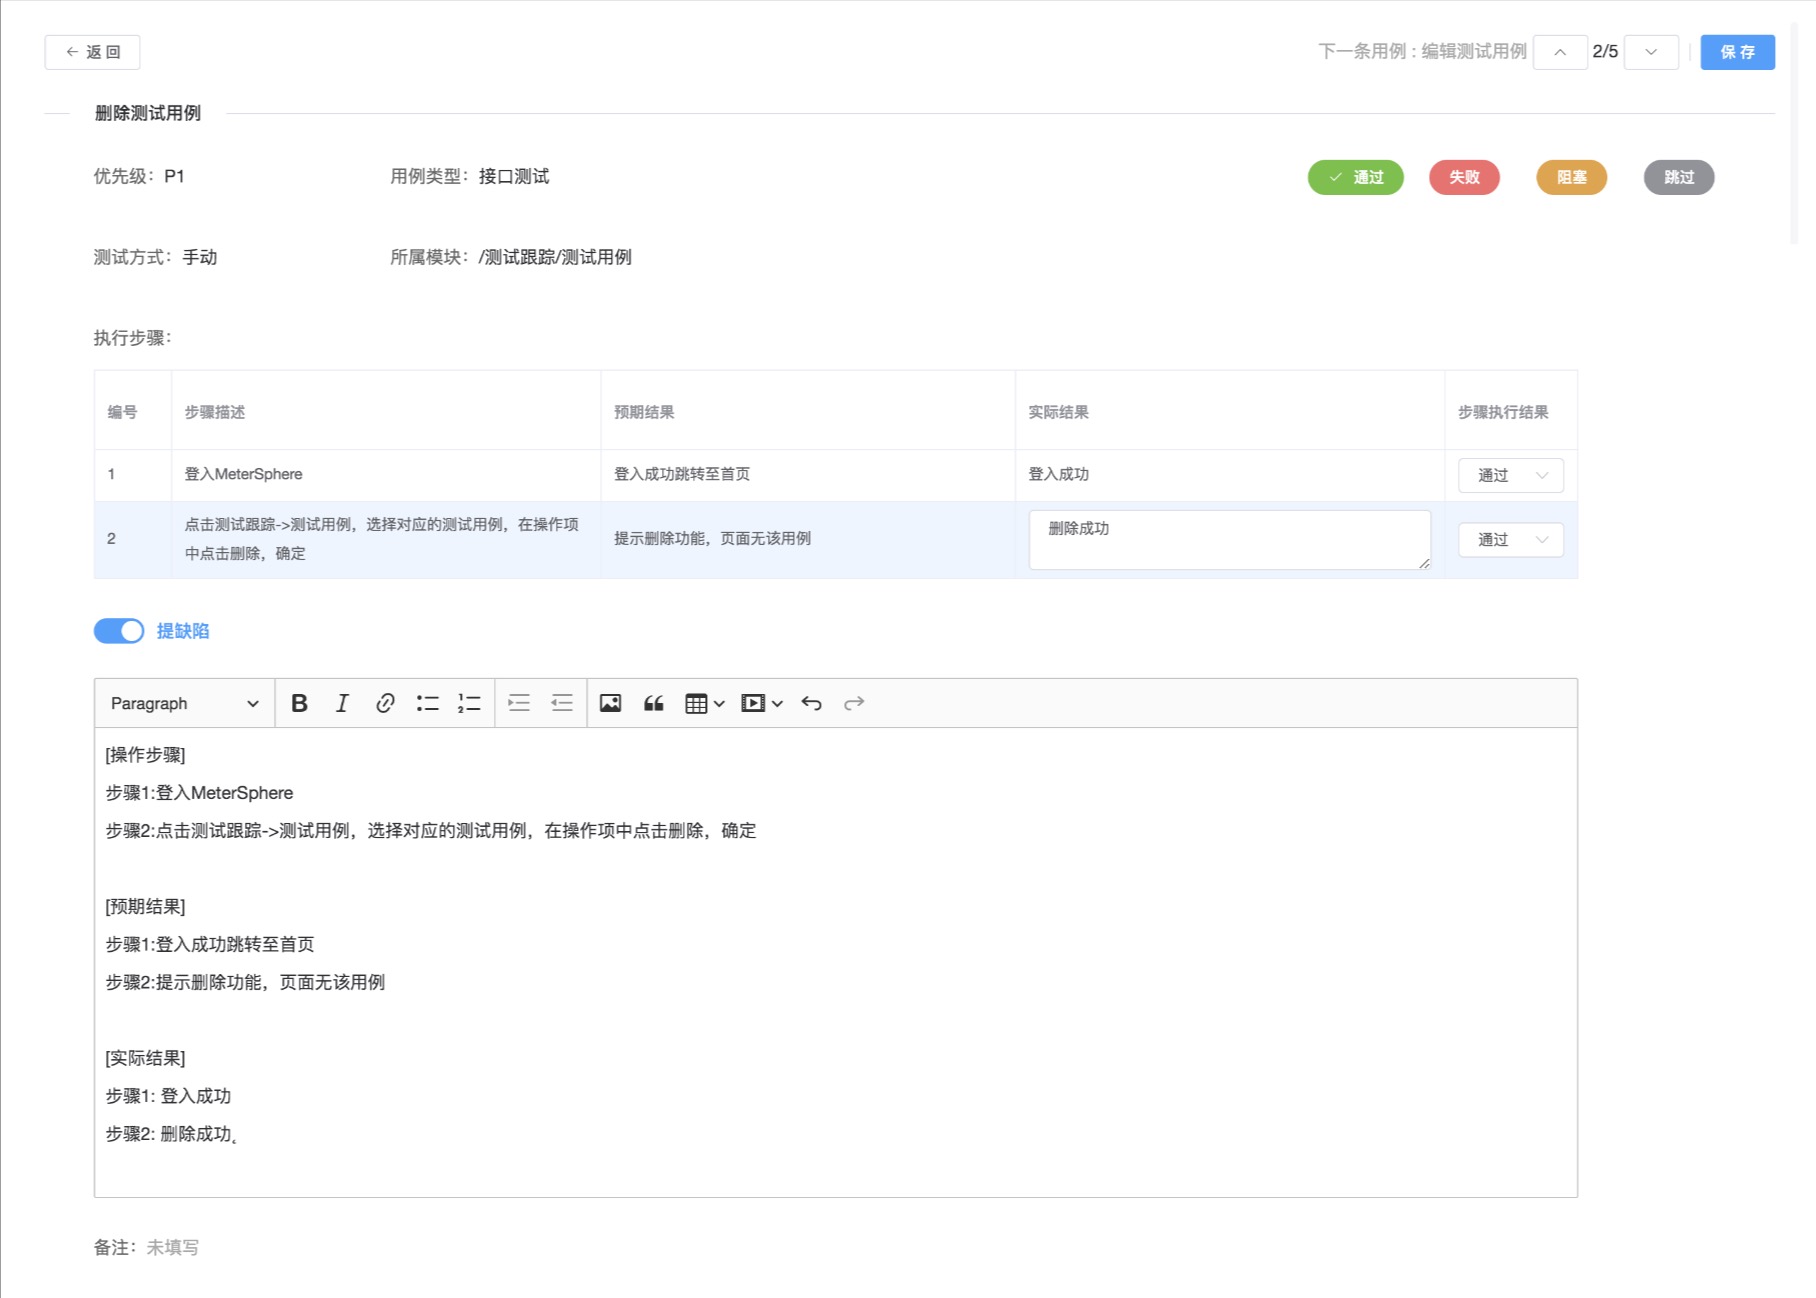 返回
下一条用例 : 编辑测试用例 2/5 保存
删除测试用例
优先级：P1 用例类型：接口测试 通过 失败 阻塞 跳过
测试方式：手动 所属模块：/测试跟踪/测试用例
执行步骤：
编号 步骤描述 预期结果 实际结果 步骤执行结果
1 登入MeterSphere 登入成功跳转至首页 登入成功 通过
2 点击测试跟踪->测试用例，选择对应的测试用例，在操作项
中点击删除，确定 提示删除功能，页面无该用例 删除成功 通过
提缺陷
Paragraph
[操作步骤]
步骤1:登入MeterSphere
步骤2:点击测试跟踪->测试用例，选择对应的测试用例，在操作项中点击删除，确定
[预期结果]
步骤1:登入成功跳转至首页
步骤2:提示删除功能，页面无该用例
[实际结果]
步骤1: 登入成功
步骤2: 删除成功。
备注：未填写